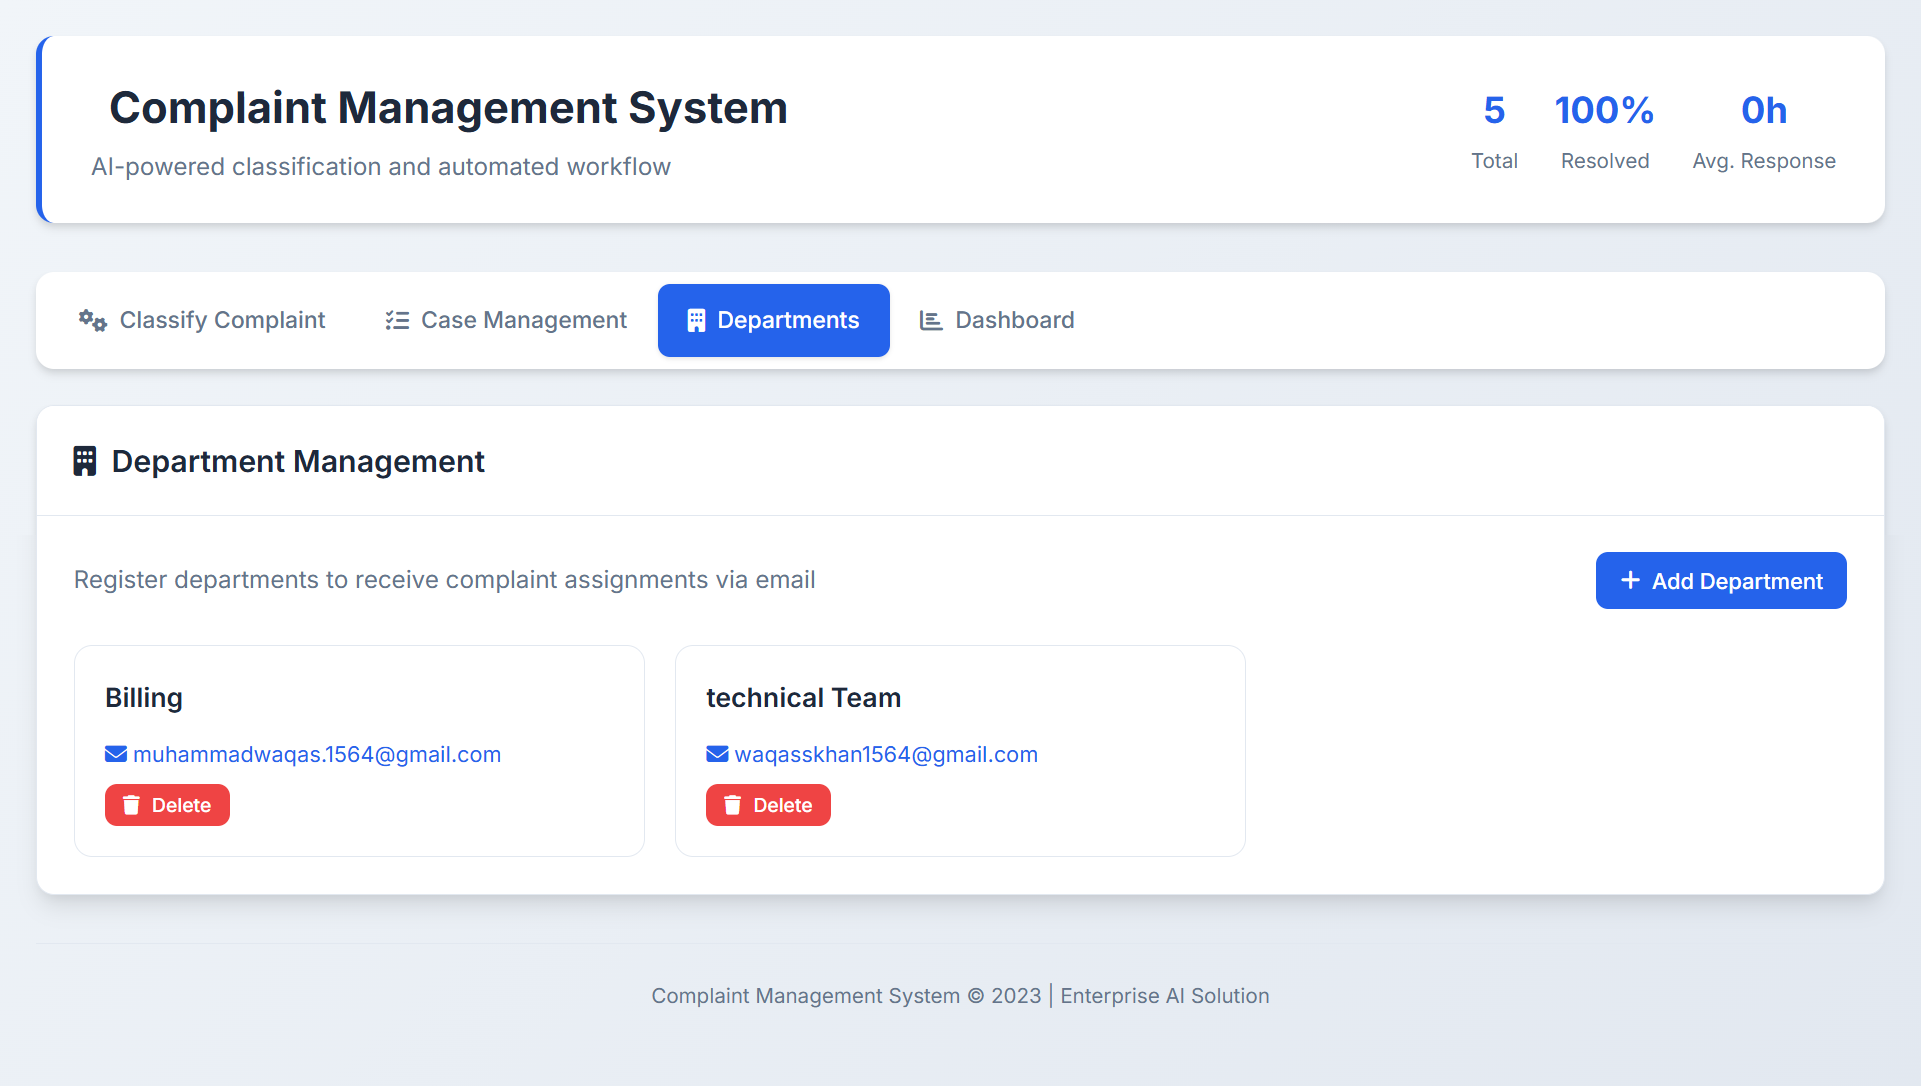 Complaint Management System
AI-powered classification and automated workflow
5
Total
100%
Resolved
0h
Avg. Response
Classify Complaint
Case Management
Departments
Dashboard
Department Management
Register departments to receive complaint assignments via email
Add Department
Billing
muhammadwaqas.1564@gmail.com
Delete
technical Team
waqasskhan1564@gmail.com
Delete
Complaint Management System © 2023 | Enterprise AI Solution